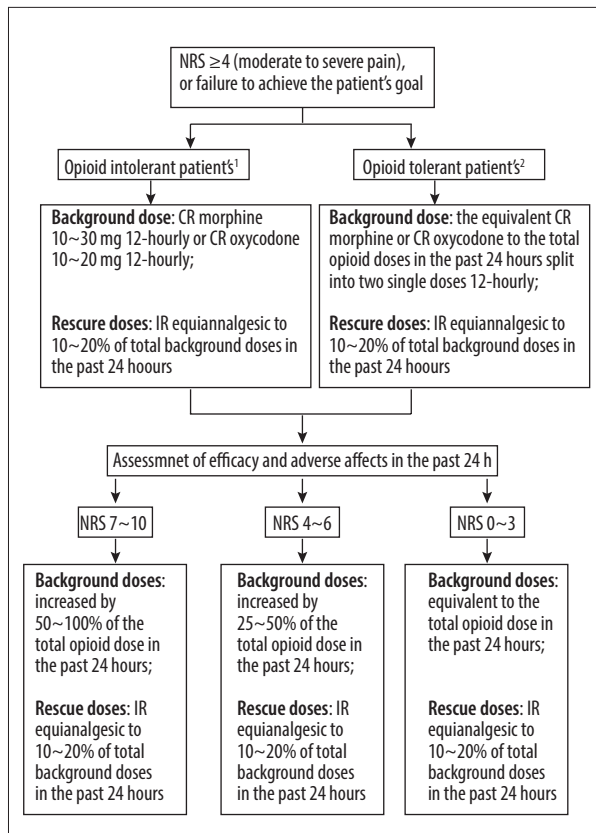 NRS ≥4 (moderate to severe pain),
or failure to achieve the patient's goal
Opioid intolerant patient's¹
Opioid tolerant patient's²
Background dose: CR morphine
10~30 mg 12-hourly or CR oxycodone
10~20 mg 12-hourly;
Rescure doses: IR equiannalgesic to
10~20% of total background doses in
the past 24 hoours
Background dose: the equivalent CR
morphine or CR oxycodone to the total
opioid doses in the past 24 hours split
into two single doses 12-hourly;
Rescure doses: IR equiannalgesic to
10~20% of total background doses in
the past 24 hoours
Assessmnet of efficacy and adverse affects in the past 24 h
NRS 7~10
NRS 4~6
NRS 0~3
Background doses:
increased by
50~100% of the
total opioid dose in
the past 24 hours;
Rescue doses: IR
equianalgesic to
10~20% of total
background doses
in the past 24 hours
Background doses:
increased by
25~50% of the
total opioid dose in
the past 24 hours;
Rescue doses: IR
equianalgesic to
10~20% of total
background doses
in the past 24 hours
Background doses:
equivalent to the
total opioid dose in
the past 24 hours;
Rescue doses: IR
equianalgesic to
10~20% of total
background doses
in the past 24 hours